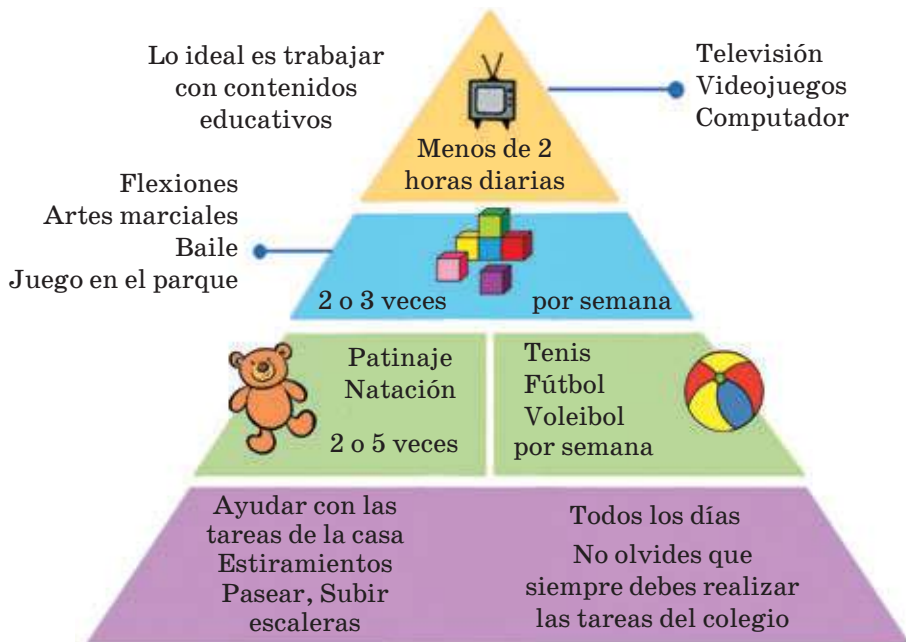 Lo ideal es trabajar
con contenidos
educativos
Televisión
Videojuegos
Computador
Menos de 2
horas diarias
Flexiones
Artes marciales
Baile
Juego en el parque
2 o 3 veces
por semana
Patinaje
Natación
2 o 5 veces
Tenis
Fútbol
Voleibol
por semana
Ayudar con las
tareas de la casa
Estiramientos
Pasear, Subir
escaleras
Todos los días
No olvides que
siempre debes realizar
las tareas del colegio